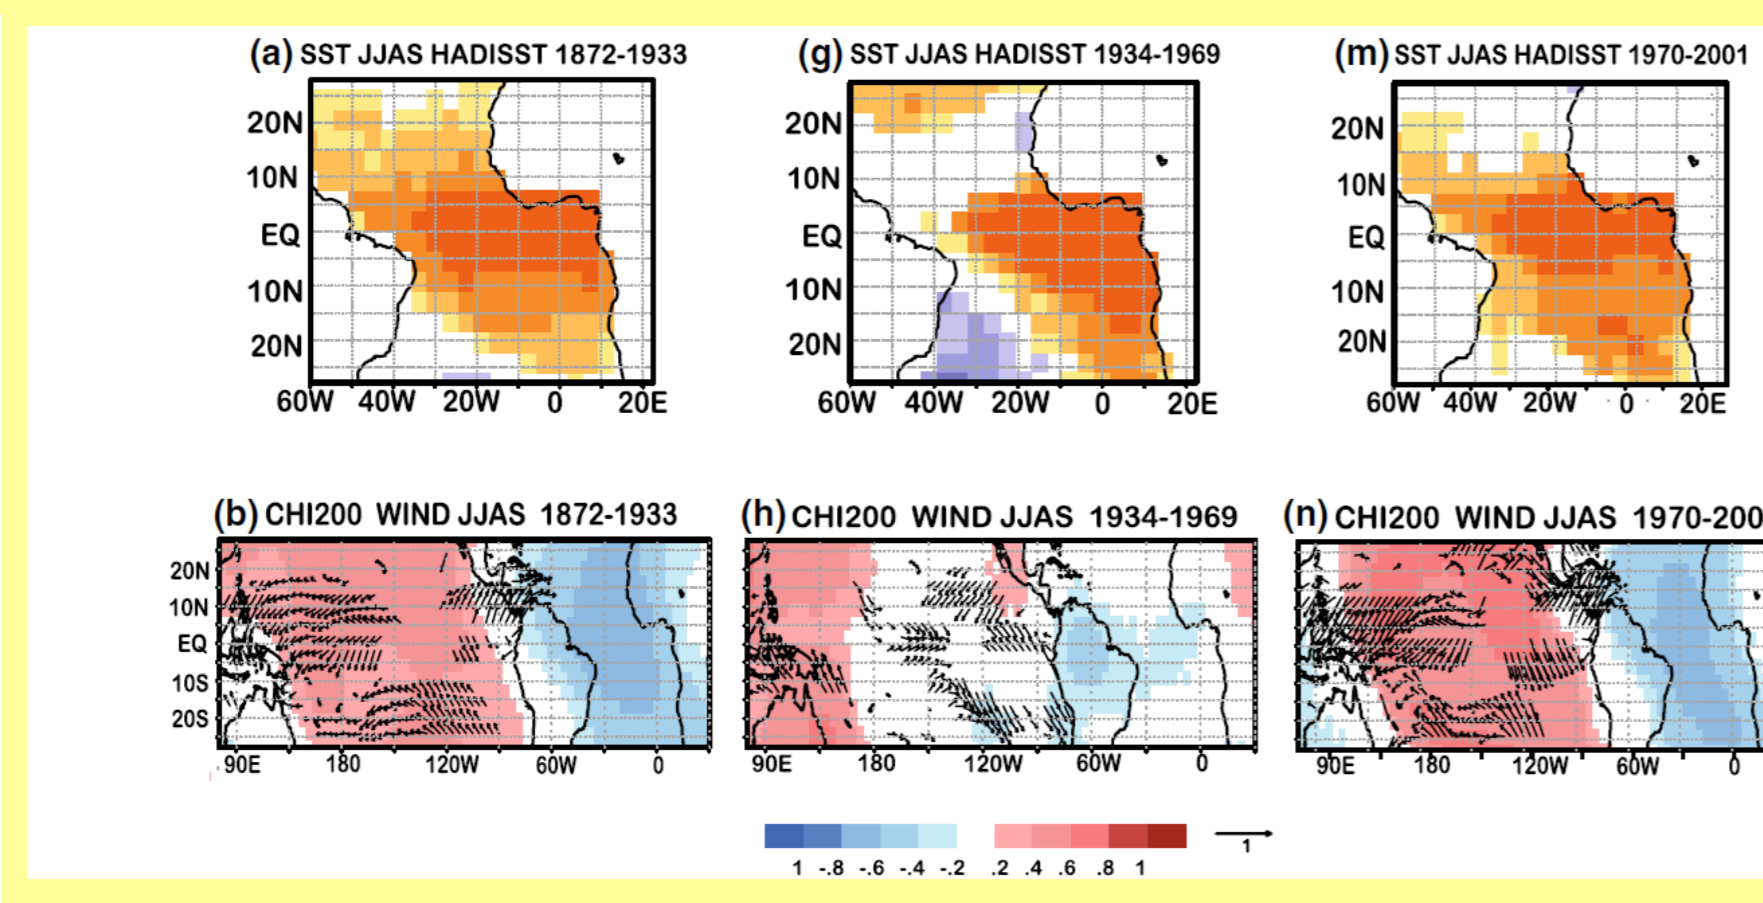 (a) SST JJAS HADISST 1872-1933
(g) SST JJAS HADISST 1934-1969
(m) SST JJAS HADISST 1970-2001
20N
10N
EQ
10N
20N
60W 40W 20W 0 20E
20N
10N
EQ
10N
20N
60W 40W 20W 0 20E
20N
10N
EQ
10N
20N
60W 40W 20W 0 20E
(b) CHI200 WIND JJAS 1872-1933
(h) CHI200 WIND JJAS 1934-1969
(n) CHI200 WIND JJAS 1970-200
20N
10N
EQ
10S
20S
90E 180 120W 60W 0
90E 180 120W 60W 0
90E 180 120W 60W 0
1 -.8 -.6 -.4 -.2 .2 .4 .6 .8 1
1